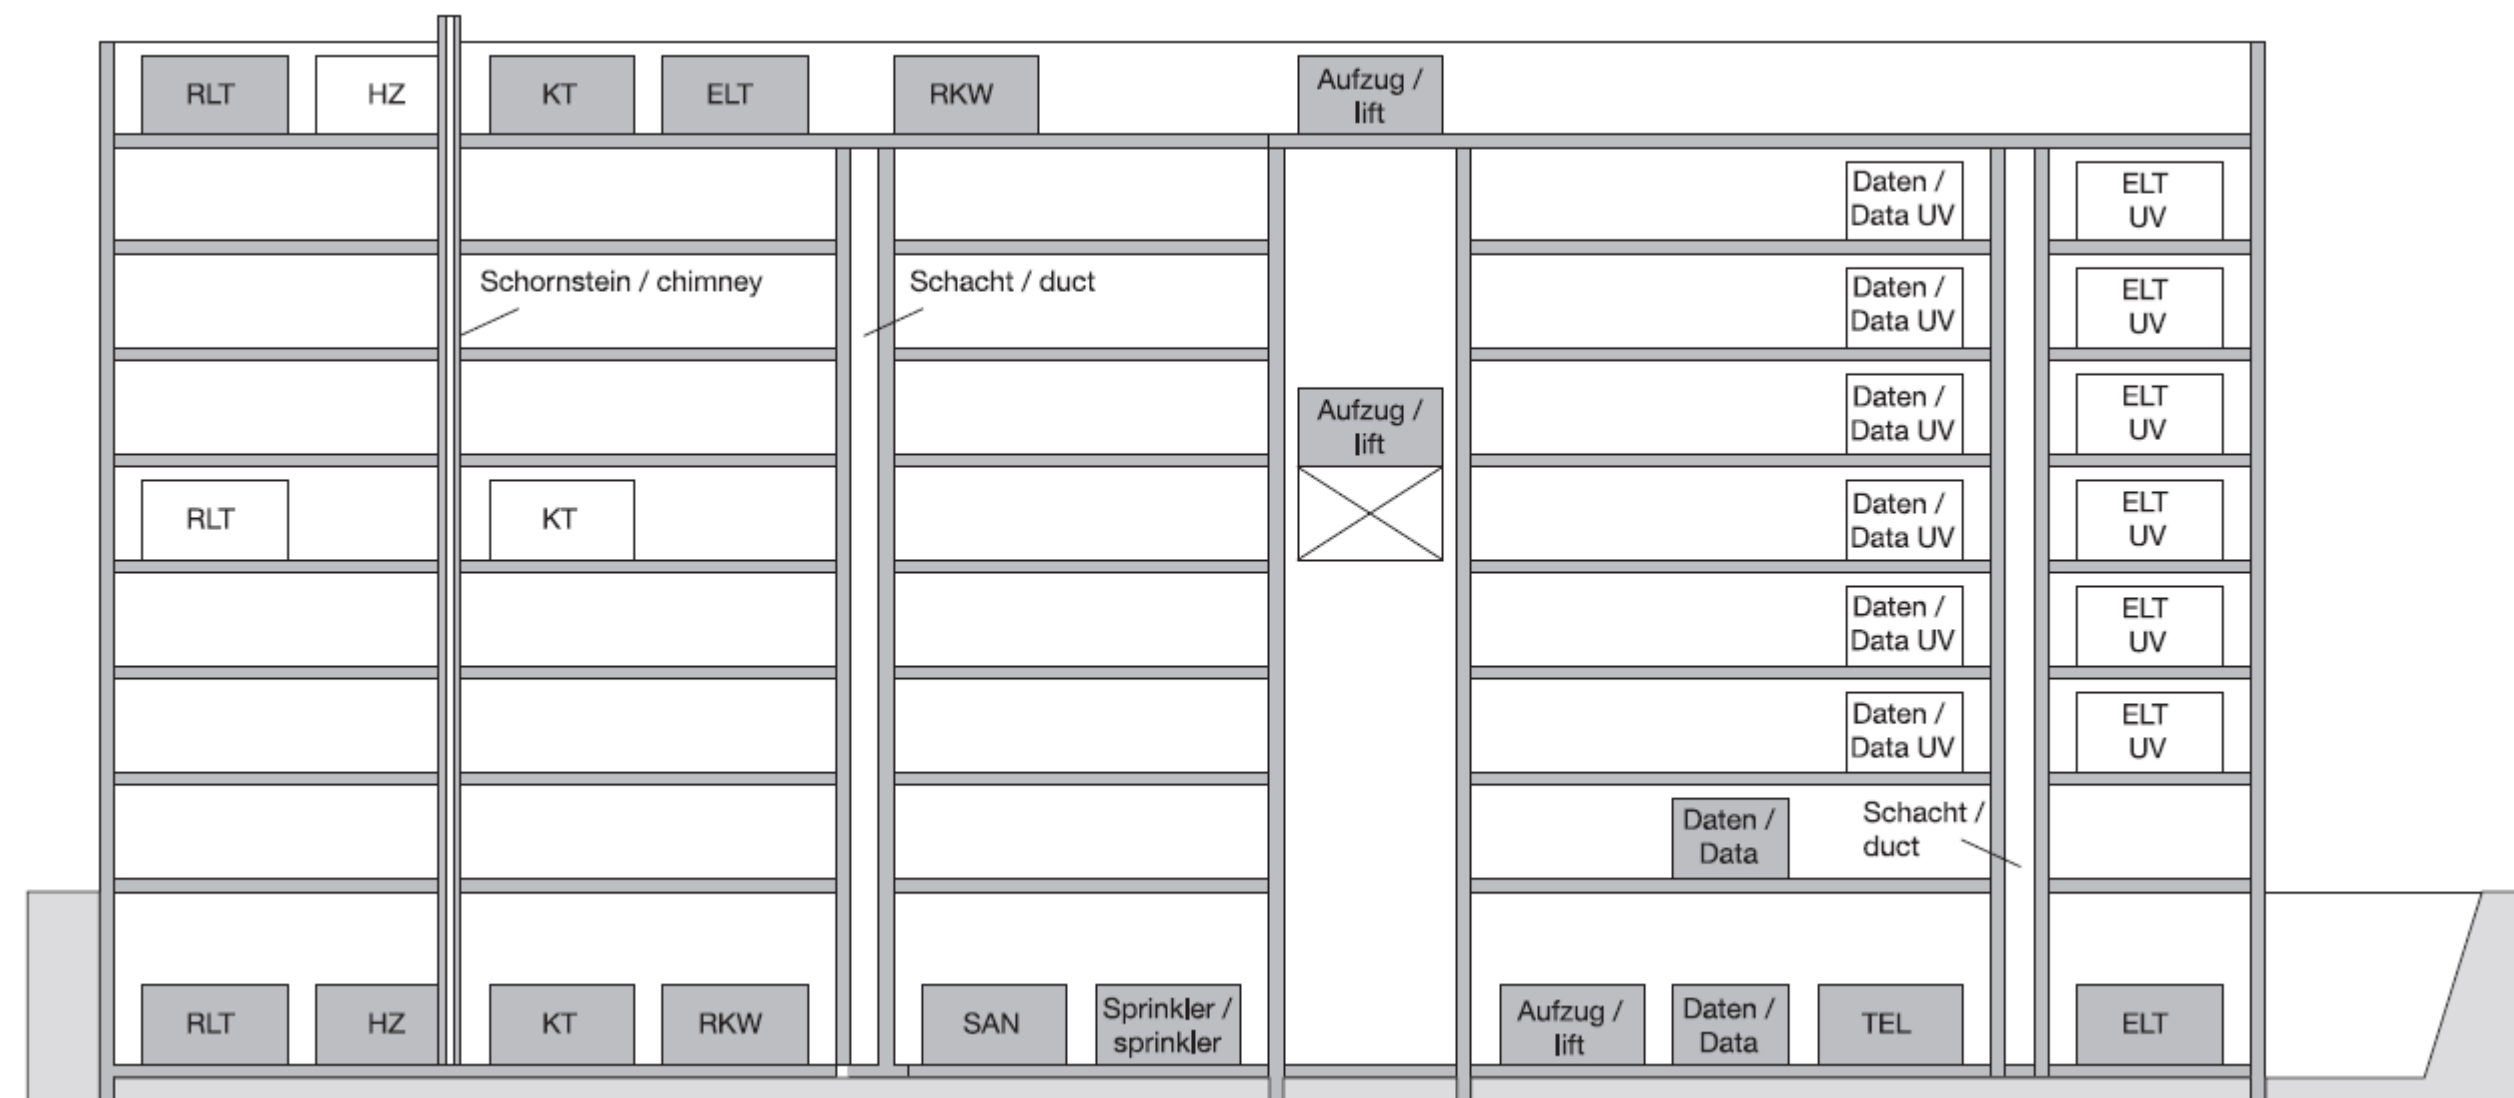 RLT
HZ
KT
ELT
RKW
Aufzug /
lift
Daten /
Data UV
ELT
UV
Schornstein / chimney
Schacht / duct
Daten /
Data UV
ELT
UV
Aufzug /
lift
Daten /
Data UV
ELT
UV
RLT
KT
Daten /
Data UV
ELT
UV
Daten /
Data UV
ELT
UV
Daten /
Data UV
ELT
UV
Daten /
Data
Schacht /
duct
RLT
HZ
KT
RKW
SAN
Sprinkler /
sprinkler
Aufzug /
lift
Daten /
Data
TEL
ELT